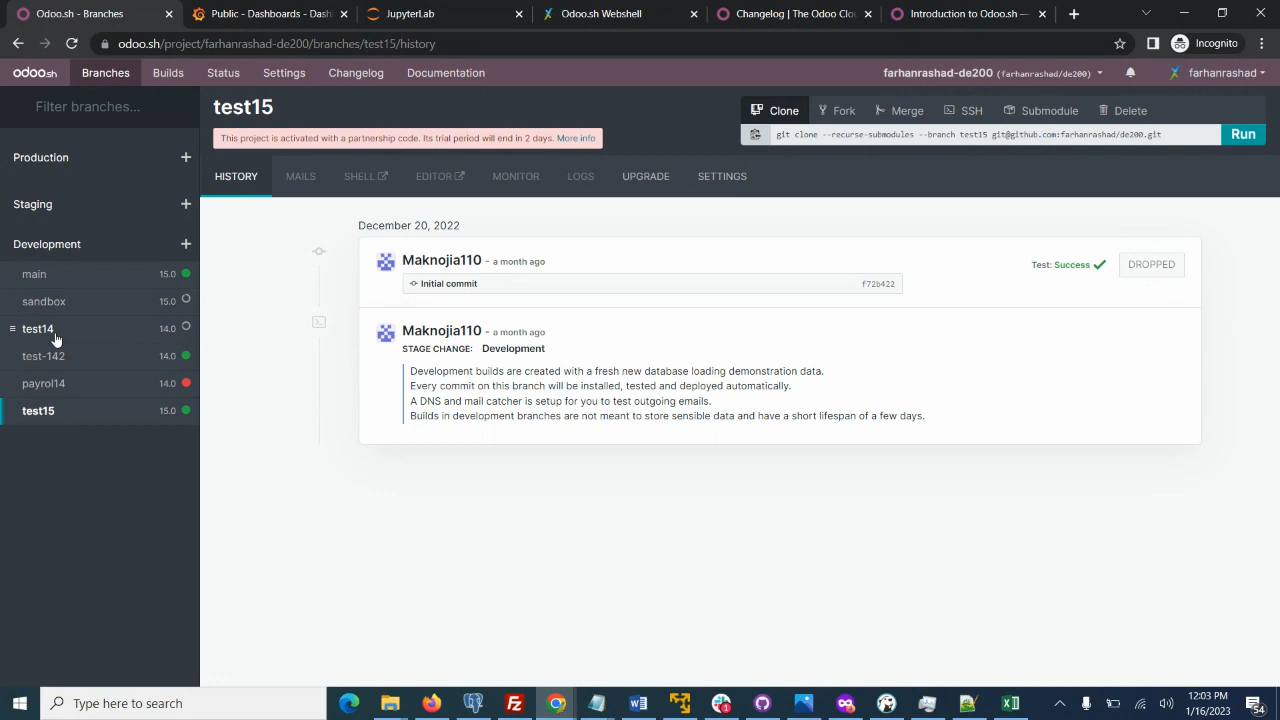 Odoo.sh - Branches
Public - Dashboards - Dash
JupyterLab
Odoo.sh Webshell
Changelog | The Odoo Clou
Introduction to Odoo.sh —
odoo.sh/project/farhanrashad-de200/branches/test15/history
Incognito
odoo.sh
Branches
Builds
Status
Settings
Changelog
Documentation
farhanrashad-de200 (farhanrashad/de200)
farhanrashad
Filter branches...
Production
Staging
Development
main 15.0
sandbox 15.0
test14 14.0
test-142 14.0
payrol14 14.0
test15 15.0
test15
Clone
Fork
Merge
SSH
Submodule
Delete
This project is activated with a partnership code. Its trial period will end in 2 days. More info
git clone --recurse-submodules --branch test15 git@github.com:farhanrashad/de200.git
Run
HISTORY
MAILS
SHELL
EDITOR
MONITOR
LOGS
UPGRADE
SETTINGS
December 20, 2022
Maknojia110 - a month ago
Test: Success
DROPPED
Initial commit f72b422
Maknojia110 - a month ago
STAGE CHANGE: Development
Development builds are created with a fresh new database loading demonstration data.
Every commit on this branch will be installed, tested and deployed automatically.
A DNS and mail catcher is setup for you to test outgoing emails.
Builds in development branches are not meant to store sensible data and have a short lifespan of a few days.
Type here to search
12:03 PM
1/16/2023